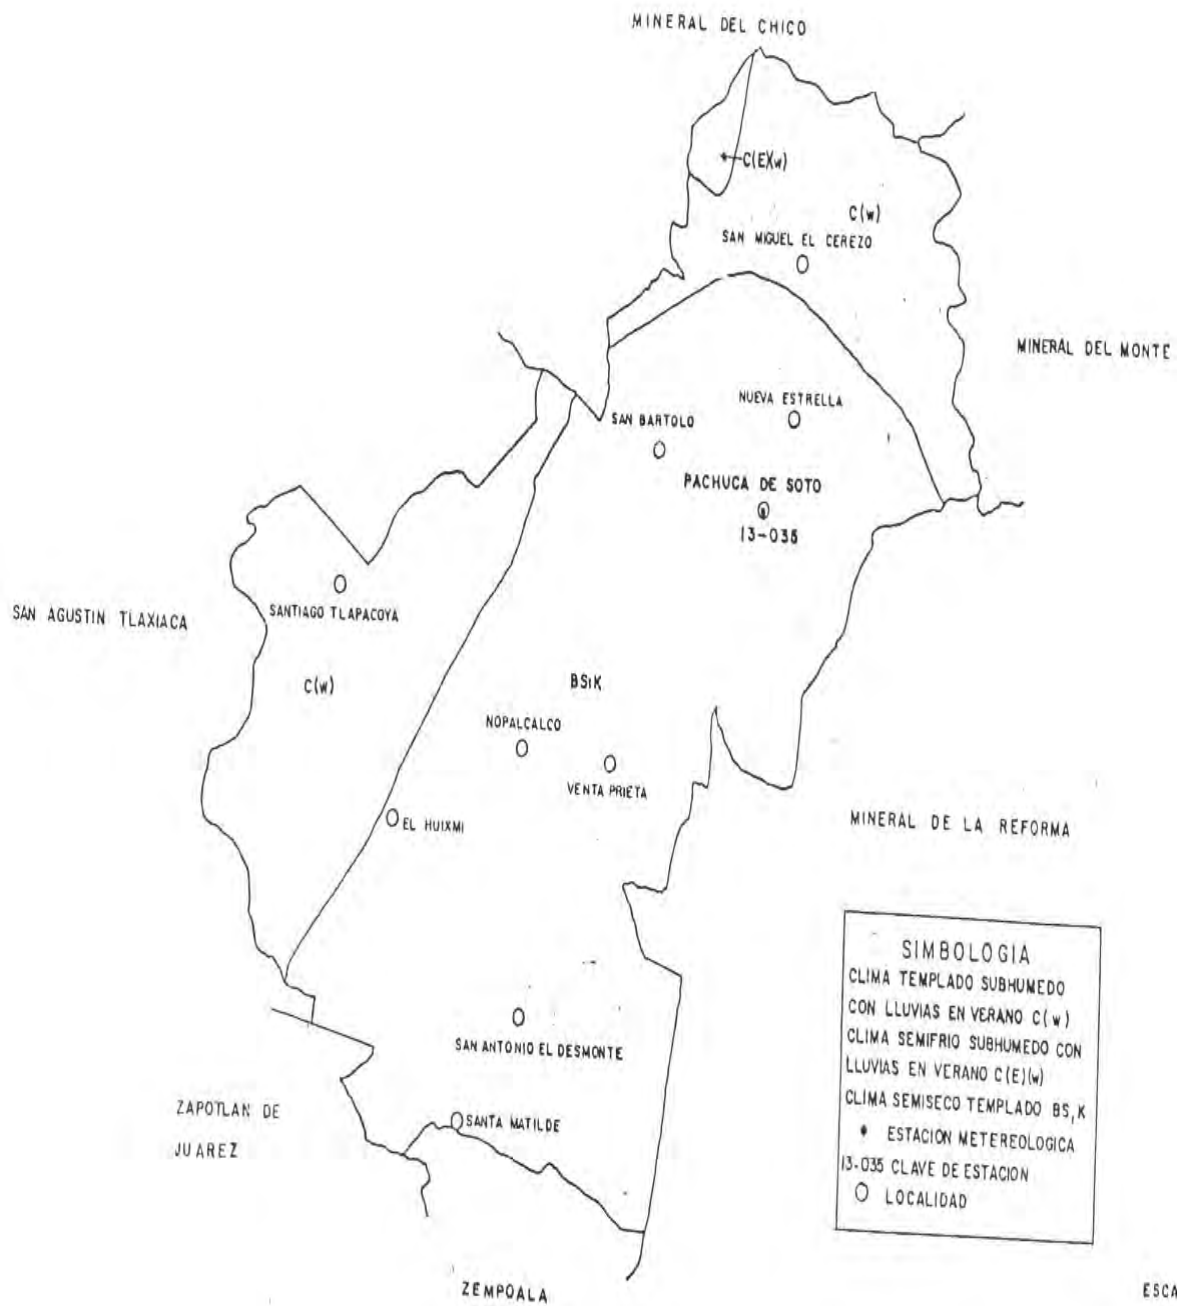 MINERAL DEL CHICO
C(E)(w)
C(w)
SAN MIGUEL EL CEREZO
MINERAL DEL MONTE
NUEVA ESTRELLA
SAN BARTOLO
PACHUCA DE SOTO
13-035
SANTIAGO TLAPACOYA
SAN AGUSTIN TLAXIACA
C(w)
BS1K
NOPALCALCO
VENTA PRIETA
EL HUIXMI
MINERAL DE LA REFORMA
SAN ANTONIO EL DESMONTE
SANTA MATILDE
ZAPOTLAN DE
JUAREZ
ZEMPOALA
SIMBOLOGIA
CLIMA TEMPLADO SUBHUMEDO
CON LLUVIAS EN VERANO C(w)
CLIMA SEMIFRIO SUBHUMEDO CON
LLUVIAS EN VERANO C(E)(w)
CLIMA SEMISECO TEMPLADO BS,K
ESTACION METEREOLOGICA
13-035 CLAVE DE ESTACION
LOCALIDAD
ESCA